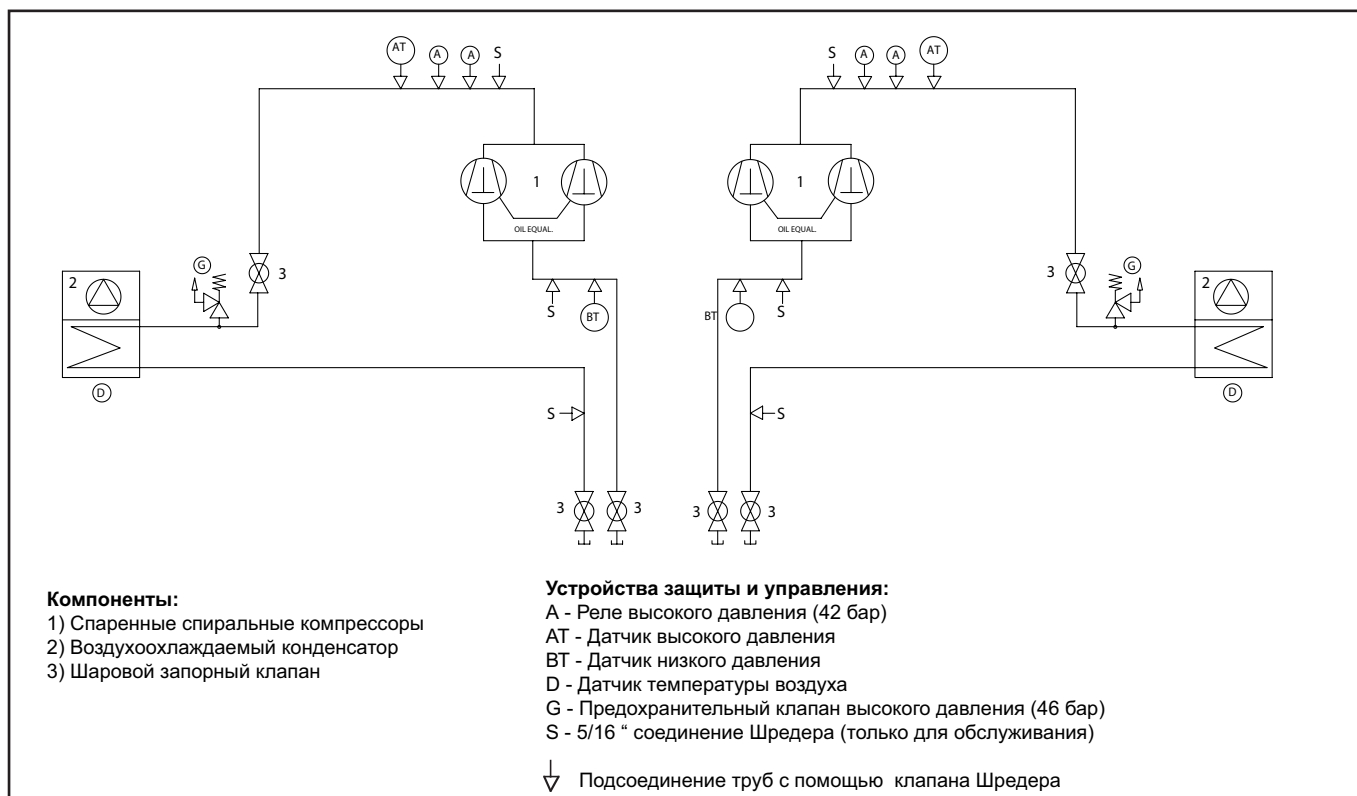 AT A A S
S A A AT
1
1
OIL EQUAL.
OIL EQUAL.
G
3
3
G
2
2
S
BT
BT
S
D
D
S
S
3
3
3
3
Компоненты:
1) Спаренные спиральные компрессоры
2) Воздухоохлаждаемый конденсатор
3) Шаровой запорный клапан
Устройства защиты и управления:
A - Реле высокого давления (42 бар)
AT - Датчик высокого давления
BT - Датчик низкого давления
D - Датчик температуры воздуха
G - Предохранительный клапан высокого давления (46 бар)
S - 5/16 “ соединение Шредера (только для обслуживания)
Подсоединение труб с помощью клапана Шредера